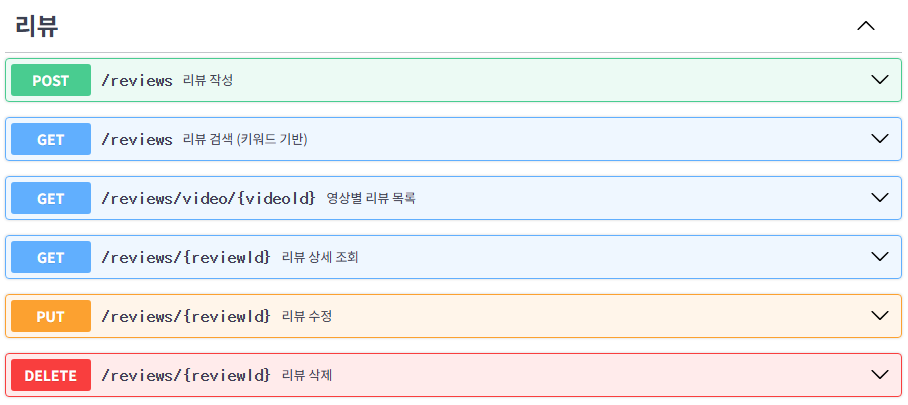 리뷰
POST /reviews 리뷰 작성
GET /reviews 리뷰 검색 (키워드 기반)
GET /reviews/video/{videoId} 영상별 리뷰 목록
GET /reviews/{reviewId} 리뷰 상세 조회
PUT /reviews/{reviewId} 리뷰 수정
DELETE /reviews/{reviewId} 리뷰 삭제